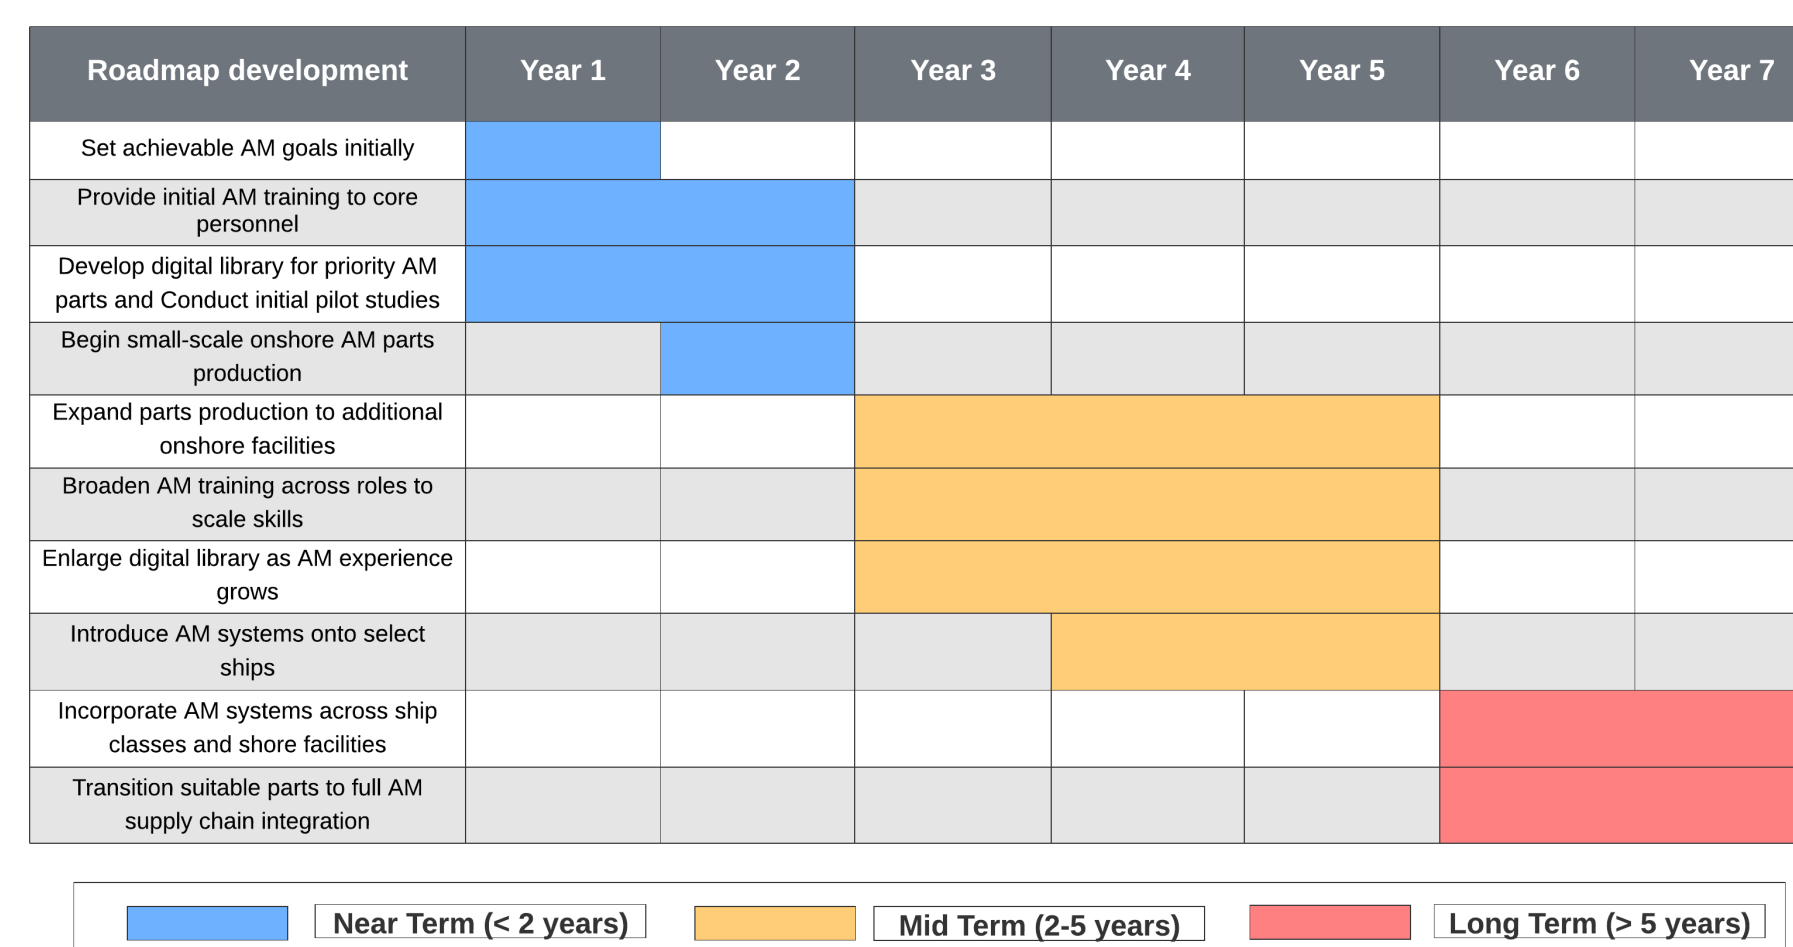 Roadmap development Year 1 Year 2 Year 3 Year 4 Year 5 Year 6 Year 7
Set achievable AM goals initially
Provide initial AM training to core
personnel
Develop digital library for priority AM
parts and Conduct initial pilot studies
Begin small-scale onshore AM parts
production
Expand parts production to additional
onshore facilities
Broaden AM training across roles to
scale skills
Enlarge digital library as AM experience
grows
Introduce AM systems onto select
ships
Incorporate AM systems across ship
classes and shore facilities
Transition suitable parts to full AM
supply chain integration
Near Term (< 2 years) Mid Term (2-5 years) Long Term (> 5 years)